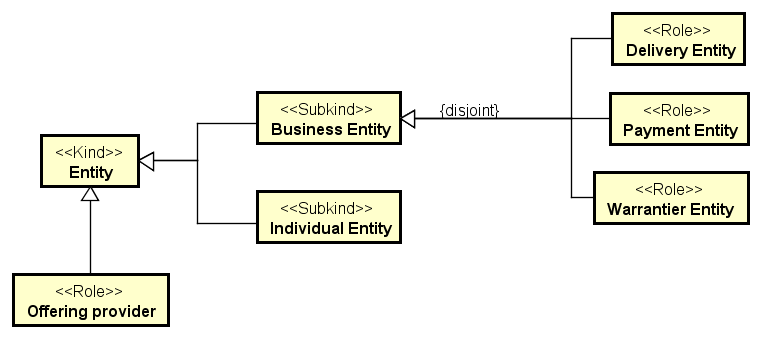 <<Role>>
Delivery Entity
<<Subkind>>
Business Entity
{disjoint}
<<Role>>
Payment Entity
<<Kind>>
Entity
<<Subkind>>
Individual Entity
<<Role>>
Warrantier Entity
<<Role>>
Offering provider